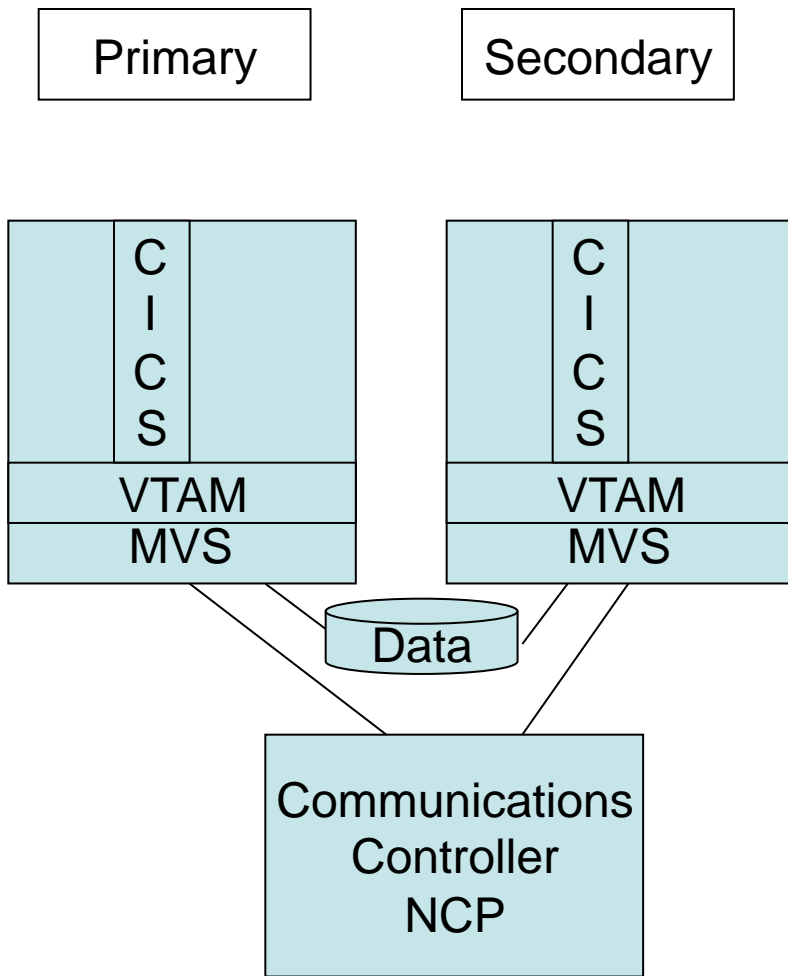 Primary
Secondary
C
I
C
S
VTAM
MVS
C
I
C
S
VTAM
MVS
Data
Communications
Controller
NCP